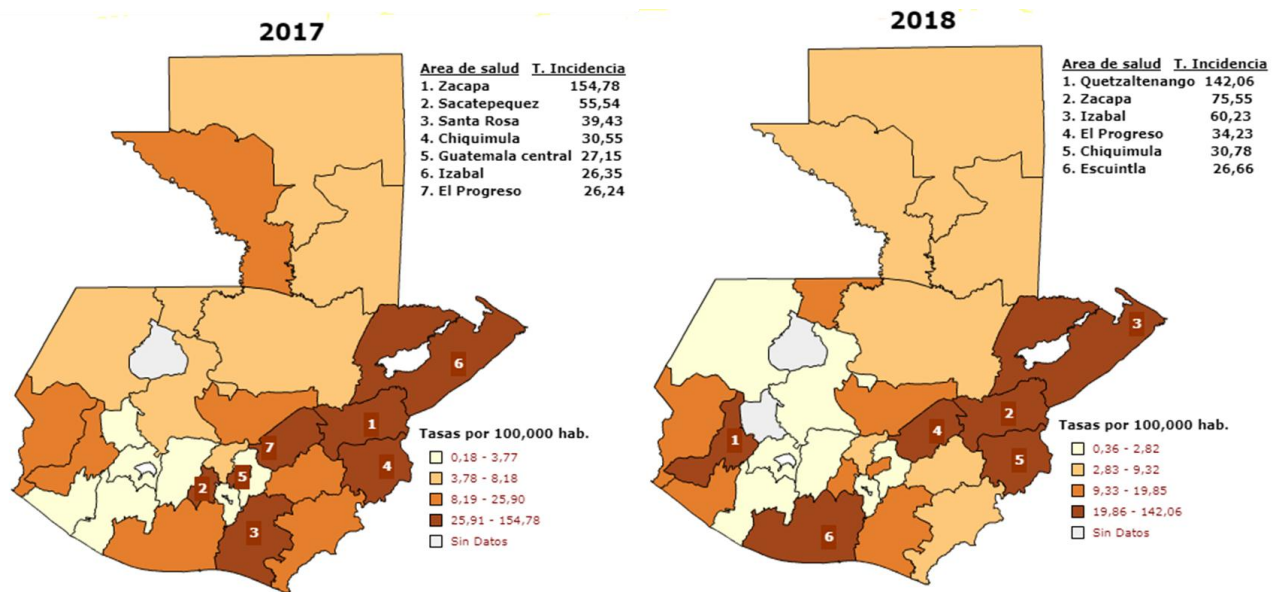 2017
Area de salud T. Incidencia
1. Zacapa 154,78
2. Sacatepequez 55,54
3. Santa Rosa 39,43
4. Chiquimula 30,55
5. Guatemala central 27,15
6. Izabal 26,35
7. El Progreso 26,24
6
1
7
4
5
2
3
Tasas por 100,000 hab.
0,18 - 3,77
3,78 - 8,18
8,19 - 25,90
25,91 - 154,78
Sin Datos
2018
Area de salud T. Incidencia
1. Quetzaltenango 142,06
2. Zacapa 75,55
3. Izabal 60,23
4. El Progreso 34,23
5. Chiquimula 30,78
6. Escuintla 26,66
3
2
4
1
5
6
Tasas por 100,000 hab.
0,36 - 2,82
2,83 - 9,32
9,33 - 19,85
19,86 - 142,06
Sin Datos